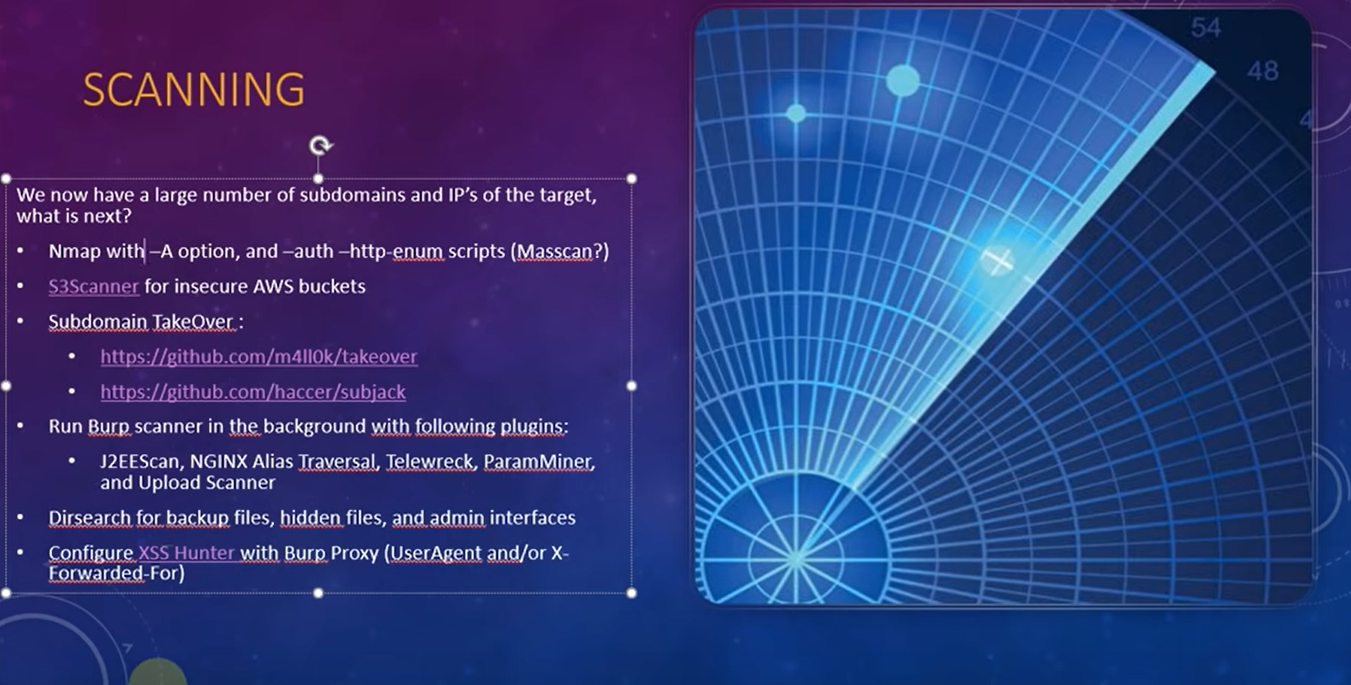 SCANNING
We now have a large number of subdomains and IP’s of the target,
what is next?
• Nmap with –A option, and –auth –http-enum scripts (Masscan?)
• S3Scanner for insecure AWS buckets
• Subdomain TakeOver :
• https://github.com/m4ll0k/takeover
• https://github.com/haccer/subjack
• Run Burp scanner in the background with following plugins:
• J2EEScan, NGINX Alias Traversal, Telewreck, ParamMiner,
and Upload Scanner
• Dirsearch for backup files, hidden files, and admin interfaces
• Configure XSS Hunter with Burp Proxy (UserAgent and/or X-
Forwarded-For)
54
48
4